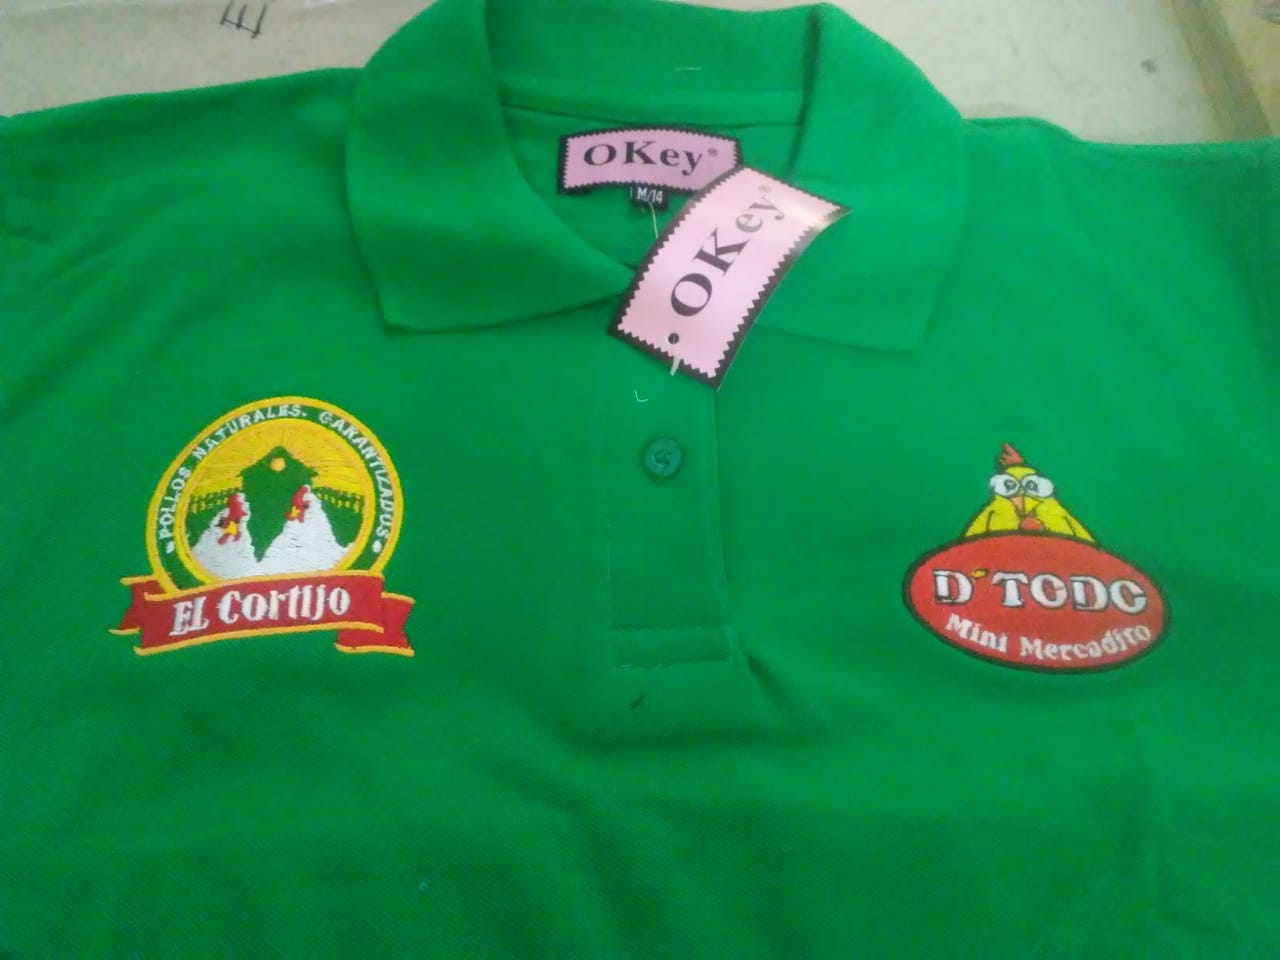 OKey®
M/14
OKey®
POLLOS NATURALES. GARANTIZADOS
EL CORTIJO
D´TODO
Mini Mercadito